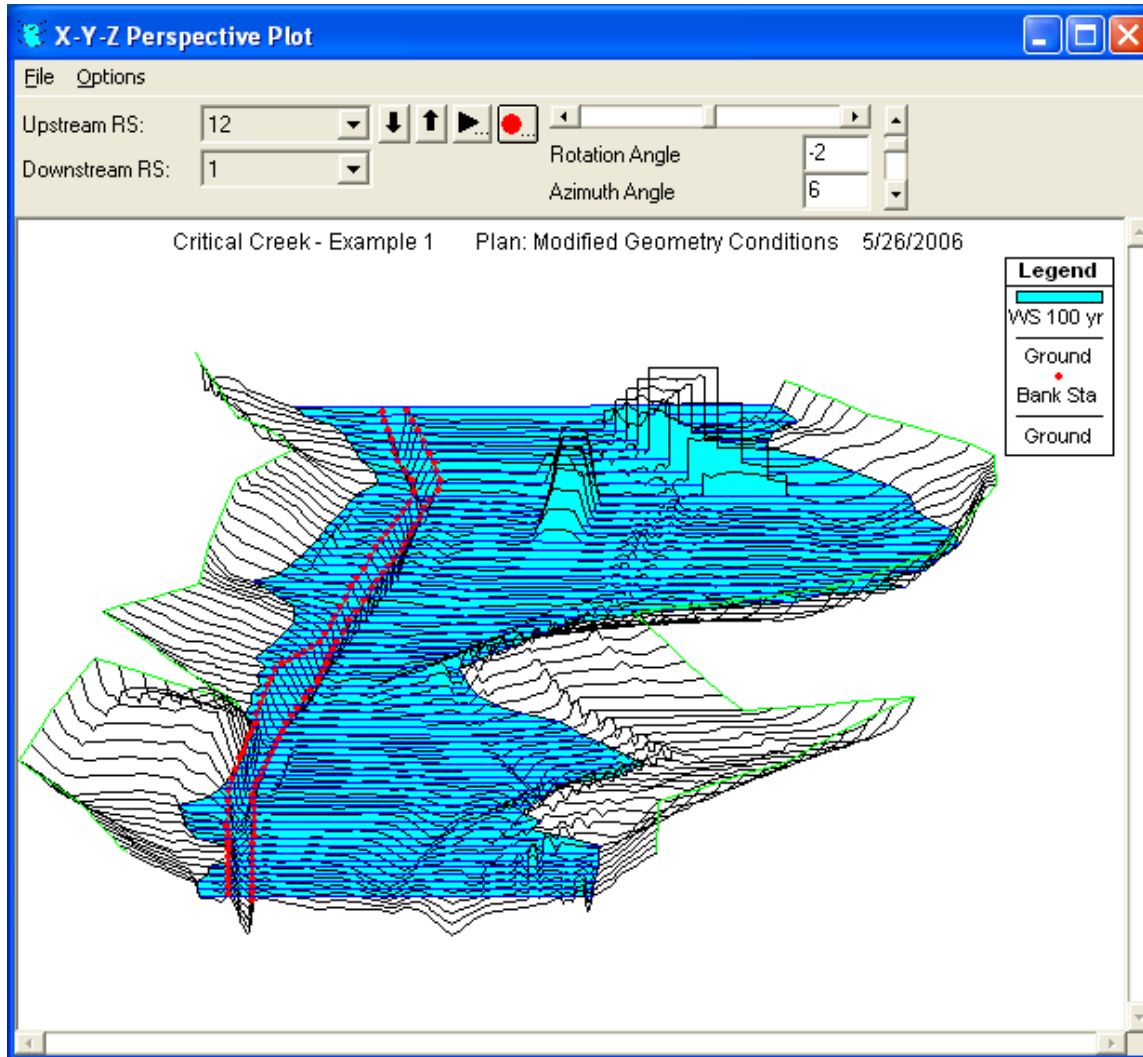 X-Y-Z Perspective Plot
File Options
Upstream RS: 12
Downstream RS: 1
Rotation Angle -2
Azimuth Angle 6
Critical Creek - Example 1 Plan: Modified Geometry Conditions 5/26/2006
Legend
WS 100 yr
Ground
Bank Sta
Ground